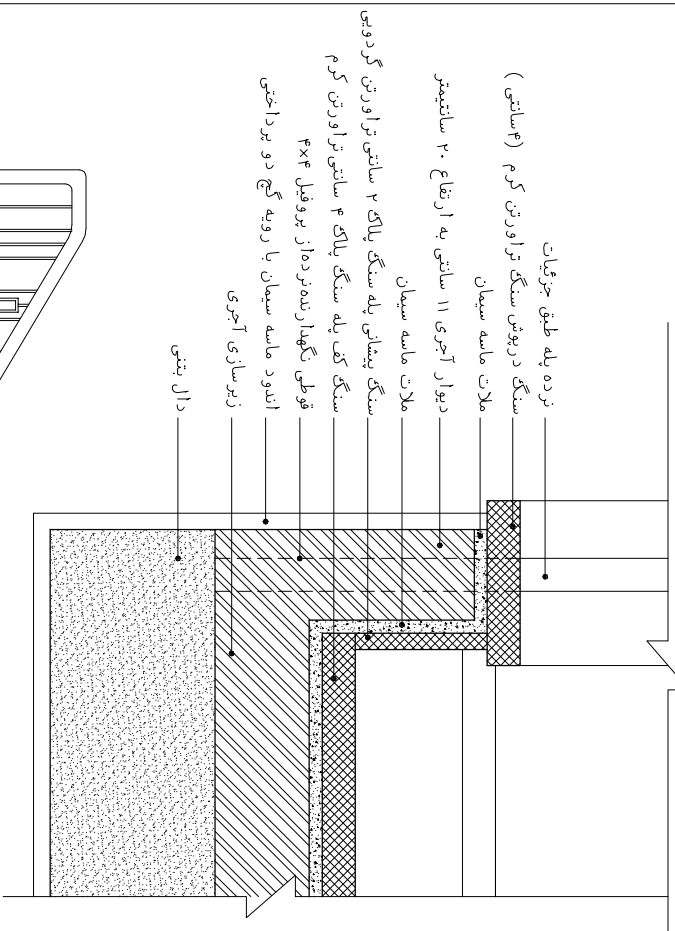 نرده پله طبق جزئیات
سنگ درپوش سنگ تراورتن کرم (۴سانتی )
ملات ماسه سیمان
دیوار آجری ۱۱ سانتی به ارتفاع ۲۰ سانتیمتر
ملات ماسه سیمان
سنگ پیشانی پله سنگ پلاک ۲ سانتی تراورتن گردویی
سنگ کف پله سنگ پلاک ۴ سانتی تراورتن کرم
قوطی نگهدارنده نرده از پروفیل ۴×۴
اندود ماسه سیمان با رویه گچ دو پرداختی
زیرسازی آجری
دال بتنی